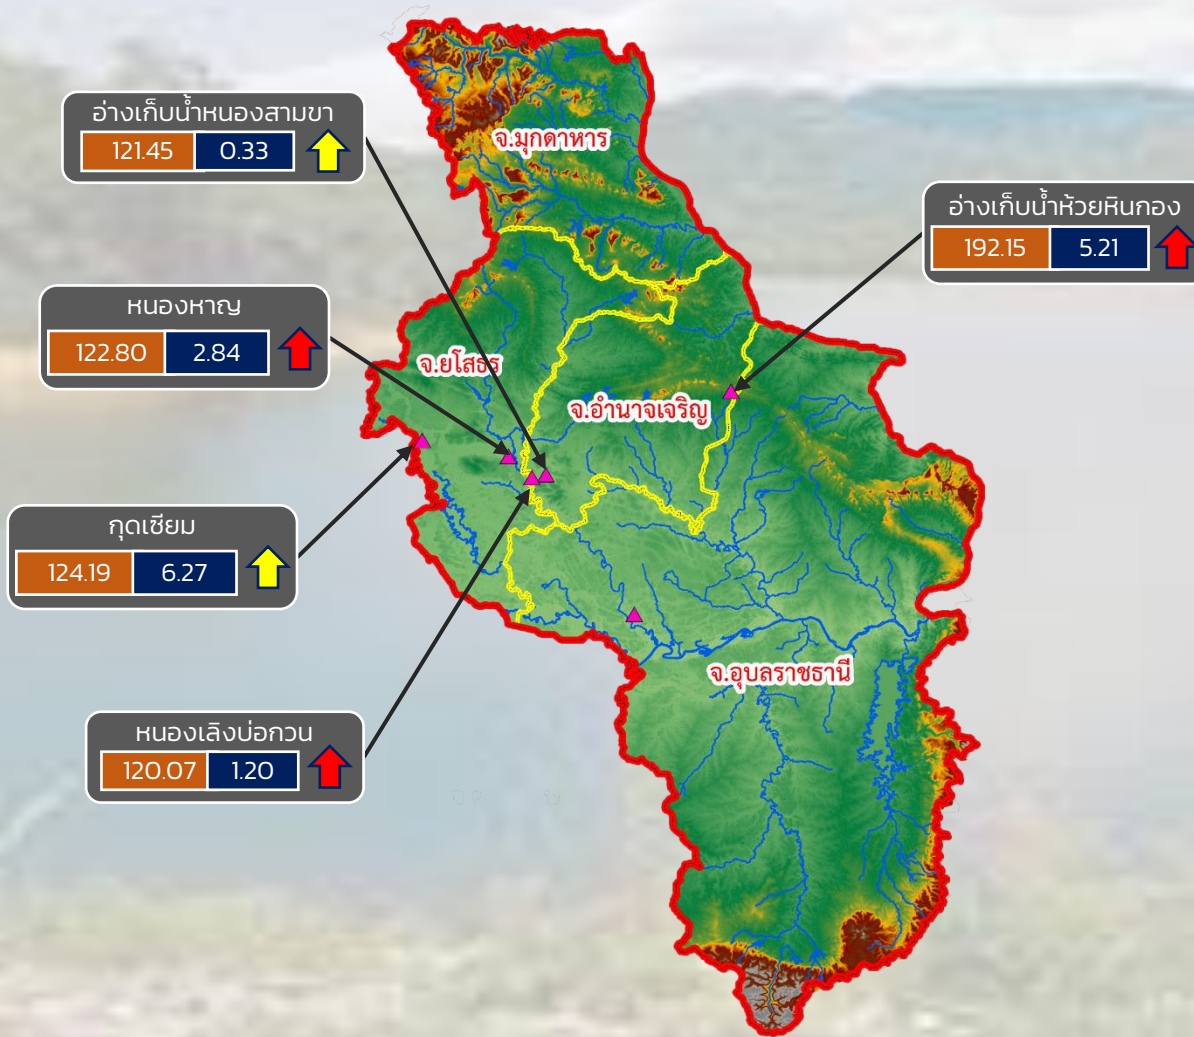 อ่างเก็บน้ำหนองสามขา
121.45 0.33
จ.มุกดาหาร
อ่างเก็บน้ำห้วยหินกอง
192.15 5.21
หนองหาญ
122.80 2.84
จ.ยโสธร
จ.อำนาจเจริญ
กุดเซียม
124.19 6.27
จ.อุบลราชธานี
หนองเลิงบ่อกวน
120.07 1.20